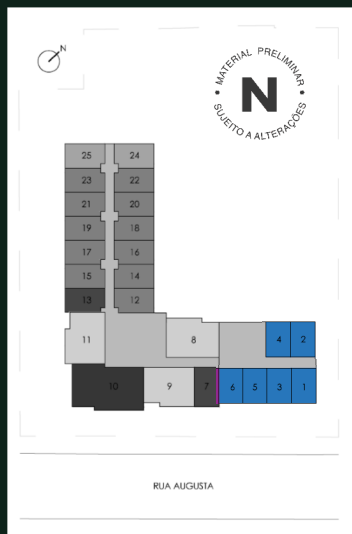 N
MATERIAL PRELIMINAR
N
SUJEITO A ALTERAÇÕES
25 24
23 22
21 20
19 18
17 16
15 14
13 12
11 8 4 2
10 9 7 6 5 3 1
RUA AUGUSTA